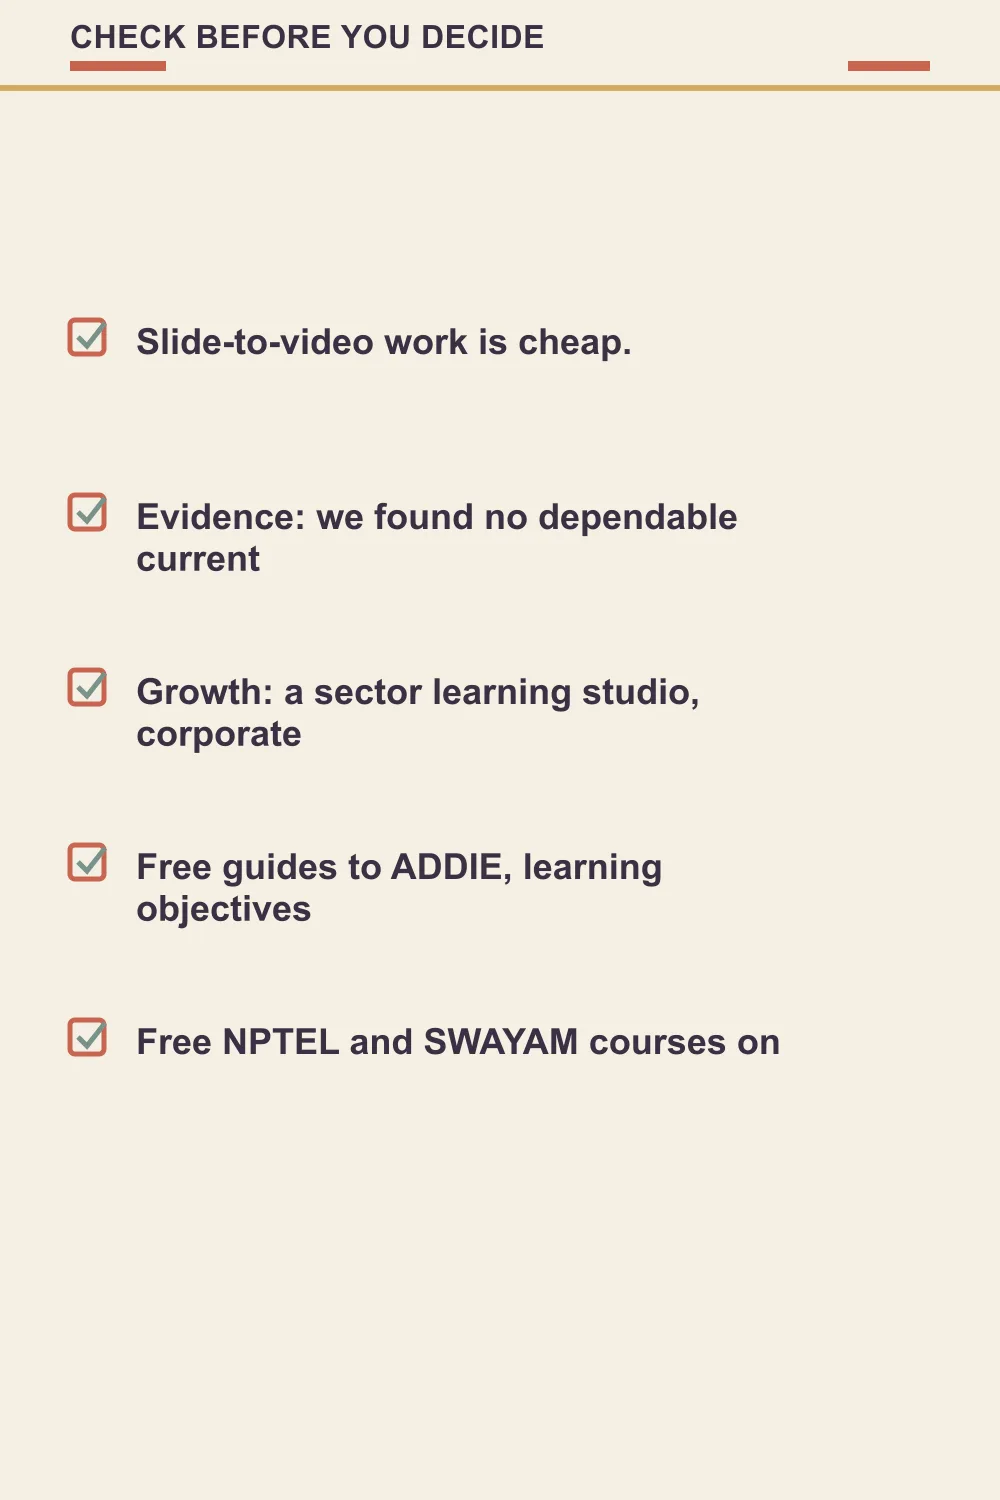 CHECK BEFORE YOU DECIDE
Slide-to-video work is cheap.
Evidence: we found no dependable
current
Growth: a sector learning studio,
corporate
Free guides to ADDIE, learning
objectives
Free NPTEL and SWAYAM courses on